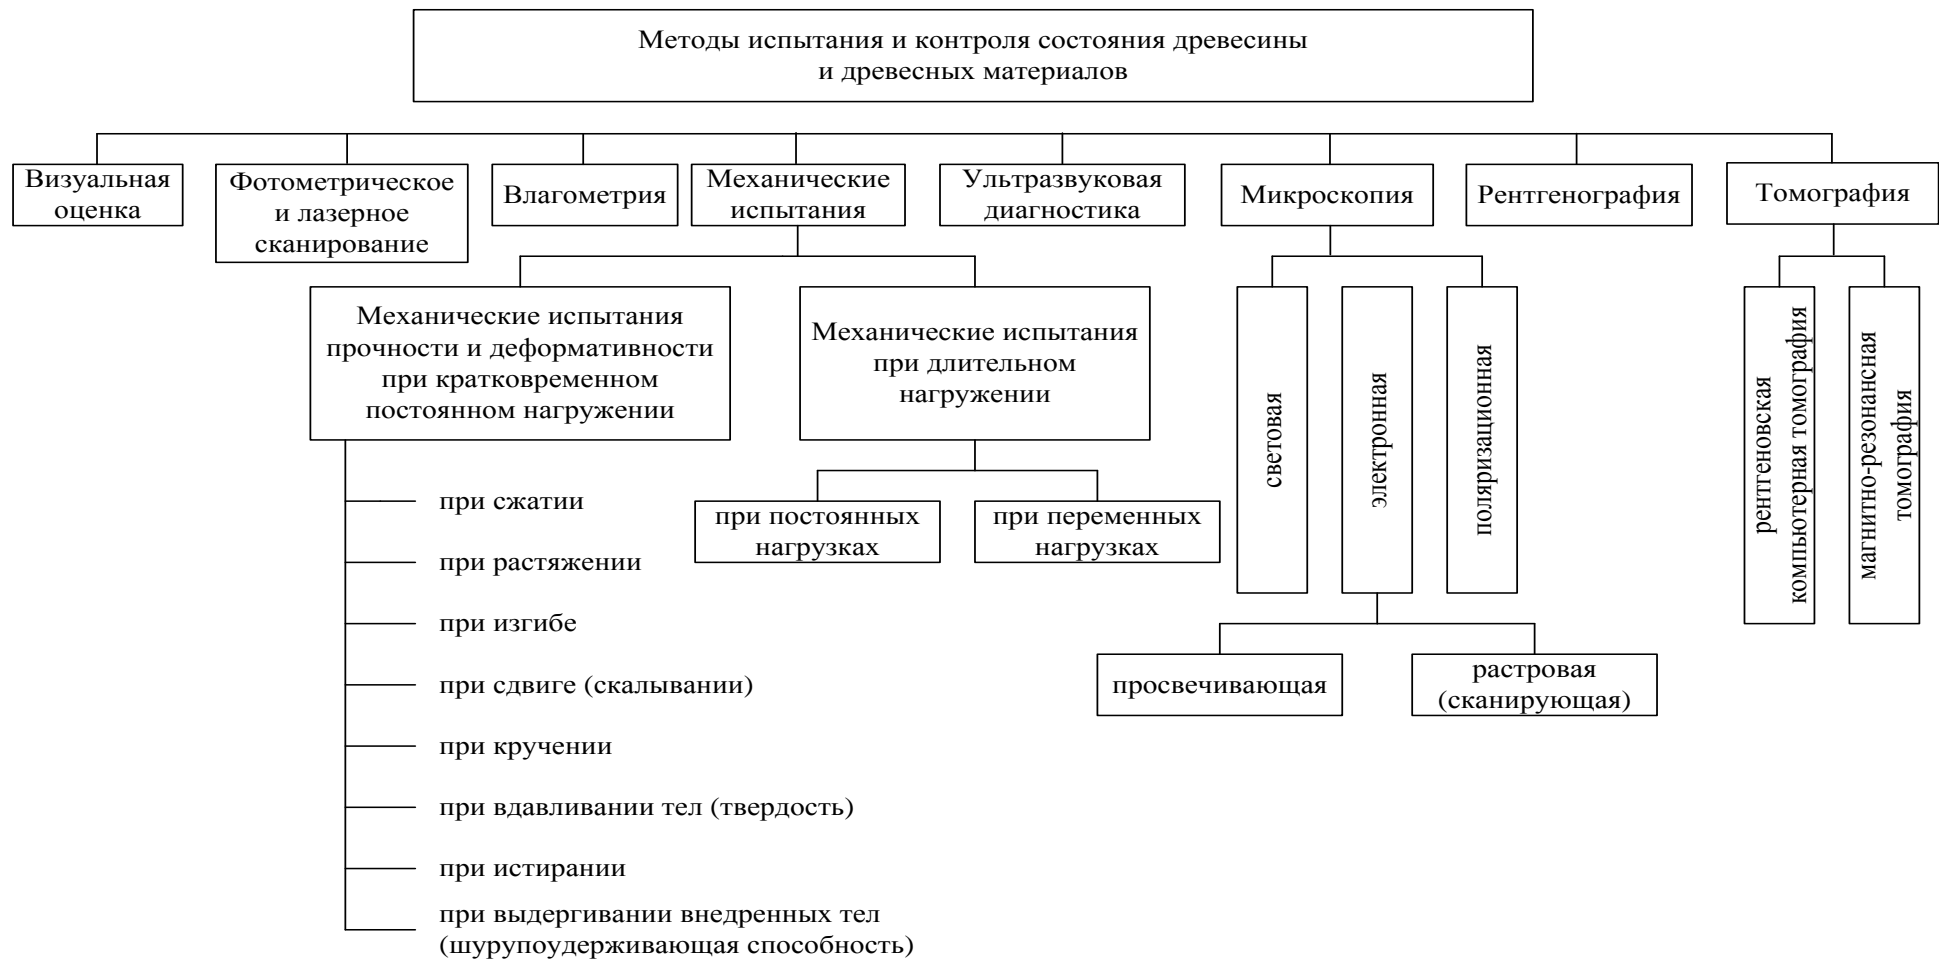 Методы испытания и контроля состояния древесины
и древесных материалов
Визуальная
оценка
Фотометрическое
и лазерное
сканирование
Влагометрия
Механические
испытания
Ультразвуковая
диагностика
Микроскопия
Рентгенография
Томография
Механические испытания
прочности и деформативности
при кратковременном
постоянном нагружении
Механические испытания
при длительном
нагружении
световая
электронная
поляризационная
рентгеновская
компьютерная томография
магнитно-резонансная
томография
при сжатии
при растяжении
при изгибе
при сдвиге (скалывании)
при кручении
при вдавливании тел (твердость)
при истирании
при выдергивании внедренных тел
(шурупоудерживающая способность)
при постоянных
нагрузках
при переменных
нагрузках
просвечивающая
растровая
(сканирующая)